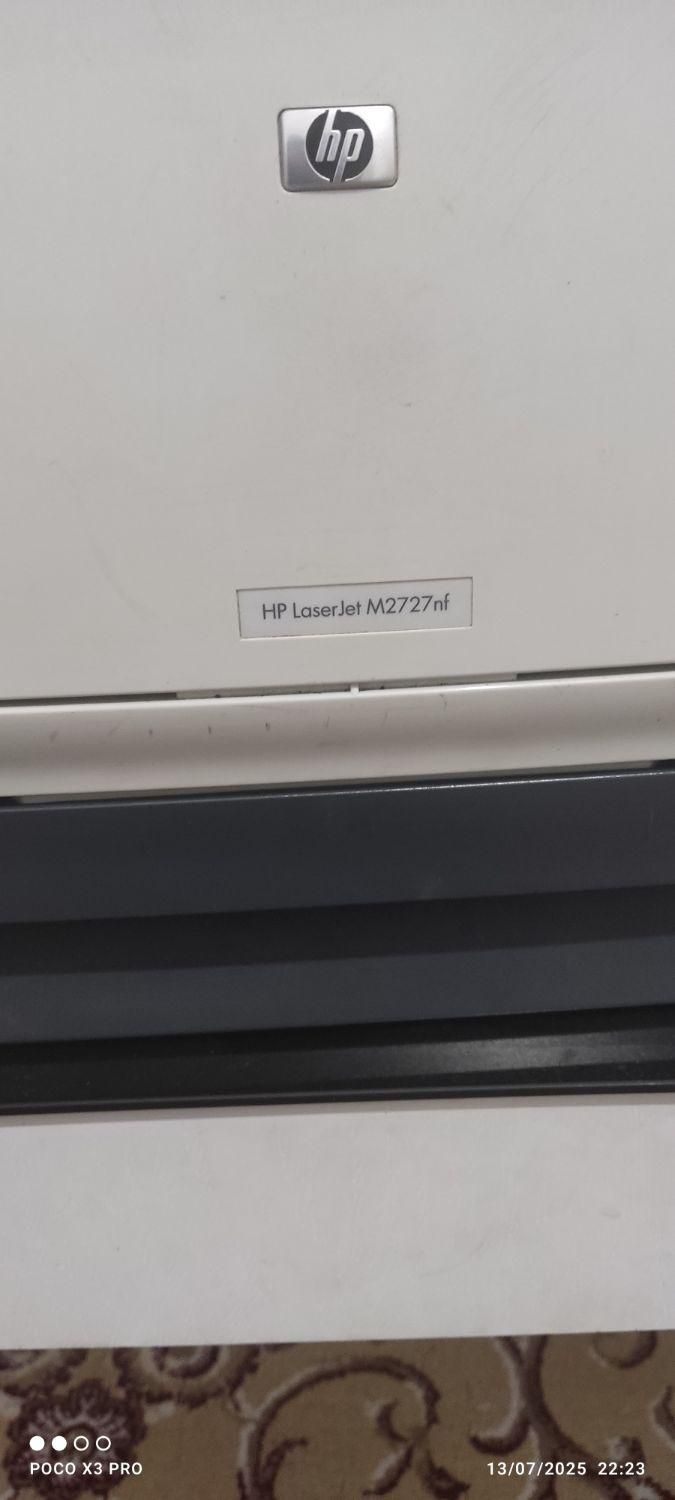 hp
HP LaserJet M2727nf
POCO X3 PRO
13/07/2025 22:23